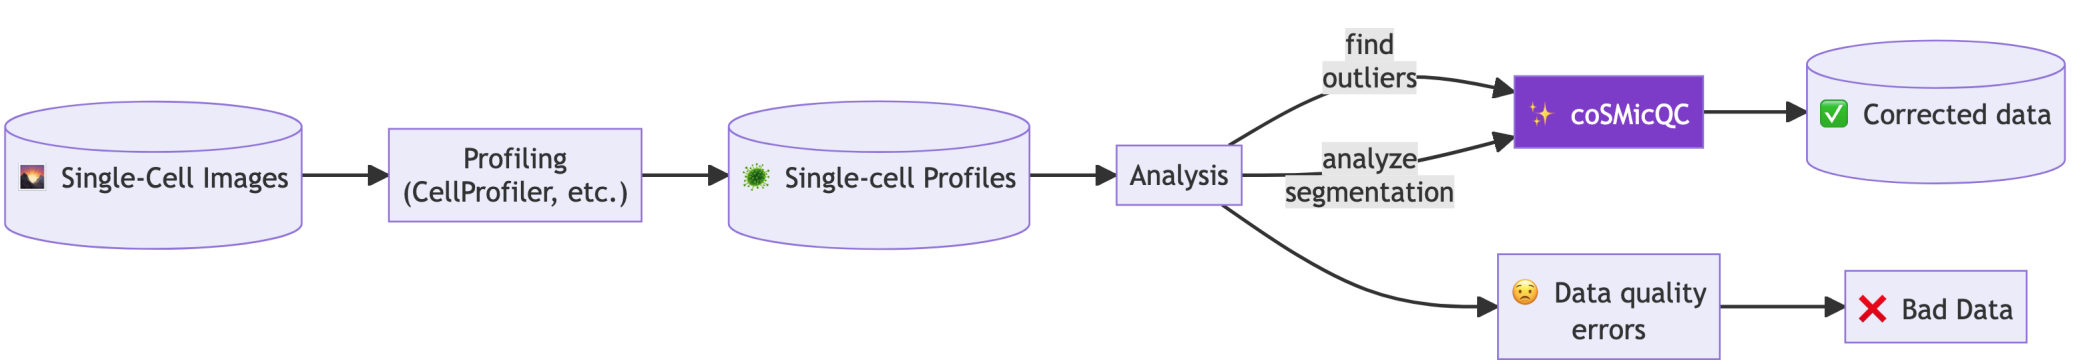 Single-Cell Images
Profiling
(CellProfiler, etc.)
Single-cell Profiles
Analysis
find
outliers
analyze
segmentation
✨ coSMicQC
✅ Corrected data
😟 Data quality
errors
❌ Bad Data